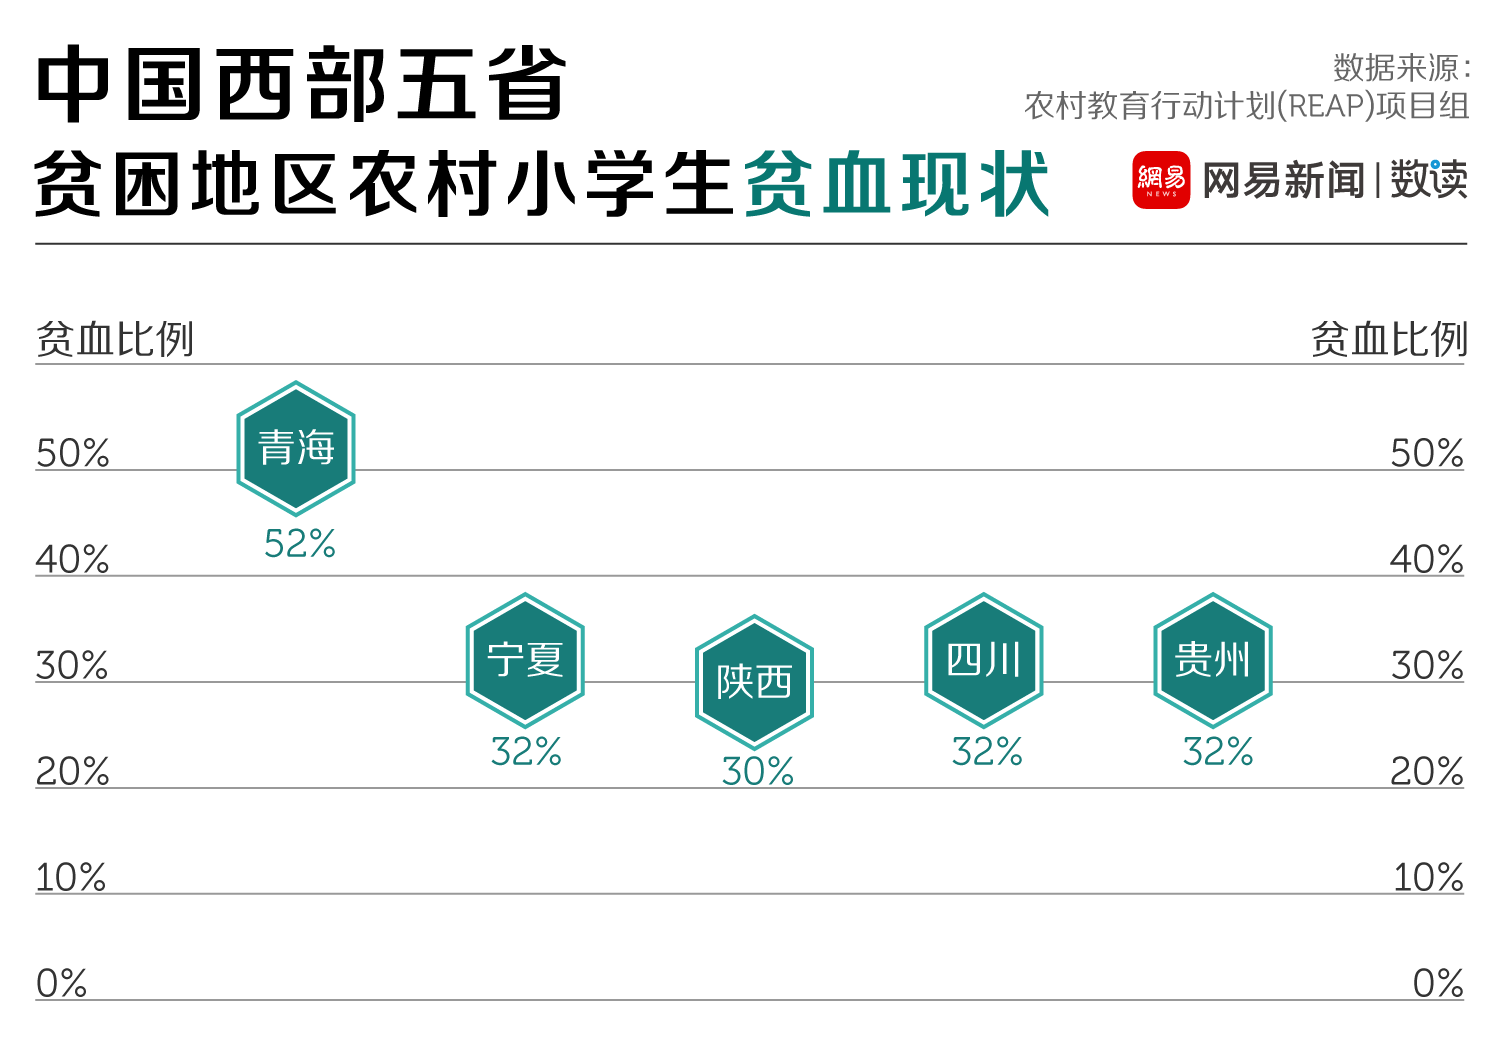 中国西部五省
贫困地区农村小学生贫血现状
数据来源：
农村教育行动计划(REAP)项目组
網易
NEWS
网易新闻 | 数读
贫血比例 贫血比例
青海
50% 50%
52%
40% 40%
宁夏 陕西 四川 贵州
30% 30%
32% 30% 32% 32%
20% 20%
10% 10%
0% 0%